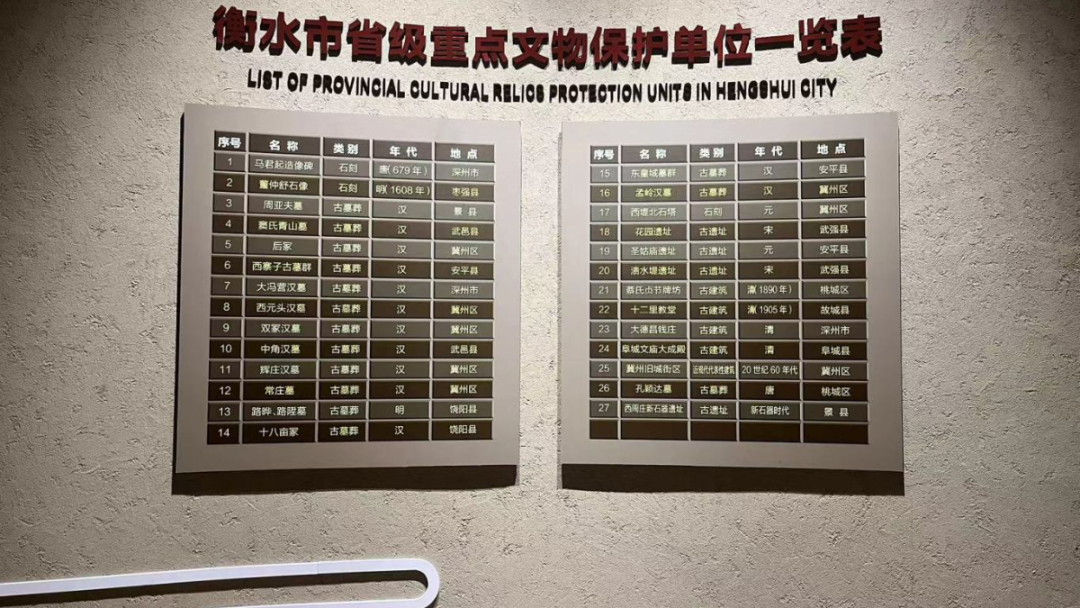 衡水市省级重点文物保护单位一览表
LIST OF PROVINCIAL CULTURAL RELICS PROTECTION UNITS IN HENGSHUI CITY
序号 名称 类别 年代 地点
1 马君起造像碑 石刻 唐(679年) 深州市
2 董仲舒石像 石刻 明(1608年) 枣强县
3 周亚夫墓 古墓葬 汉 景县
4 窦氏青山墓 古墓葬 汉 武邑县
5 后冢 古墓葬 汉 冀州区
6 西寨子古墓群 古墓葬 汉 安平县
7 大冯营汉墓 古墓葬 汉 深州市
8 西元头汉墓 古墓葬 汉 冀州区
9 双冢汉墓 古墓葬 汉 冀州区
10 中角汉墓 古墓葬 汉 武邑县
11 辉庄汉墓 古墓葬 汉 冀州区
12 常庄墓 古墓葬 汉 冀州区
13 路晔、路陞墓 古墓葬 明 饶阳县
14 十八亩冢 古墓葬 汉 饶阳县
序号 名称 类别 年代 地点
15 东皇城墓群 古墓葬 汉 安平县
16 孟岭汉墓 古墓葬 汉 冀州区
17 西堤北石塔 石刻 元 冀州区
18 花园遗址 古遗址 宋 武强县
19 圣姑庙遗址 古遗址 元 安平县
20 清水堤遗址 古遗址 宋 武强县
21 蔡氏贞节牌坊 古建筑 清(1890年) 桃城区
22 十二里教堂 古建筑 清(1905年) 故城县
23 大德昌钱庄 古建筑 清 深州市
24 阜城文庙大成殿 古建筑 清 阜城县
25 冀州旧城街区 近现代代表性建筑 20世纪60年代 冀州区
26 孔颖达墓 古墓葬 唐 桃城区
27 西周庄新石器遗址 古遗址 新石器时代 景县